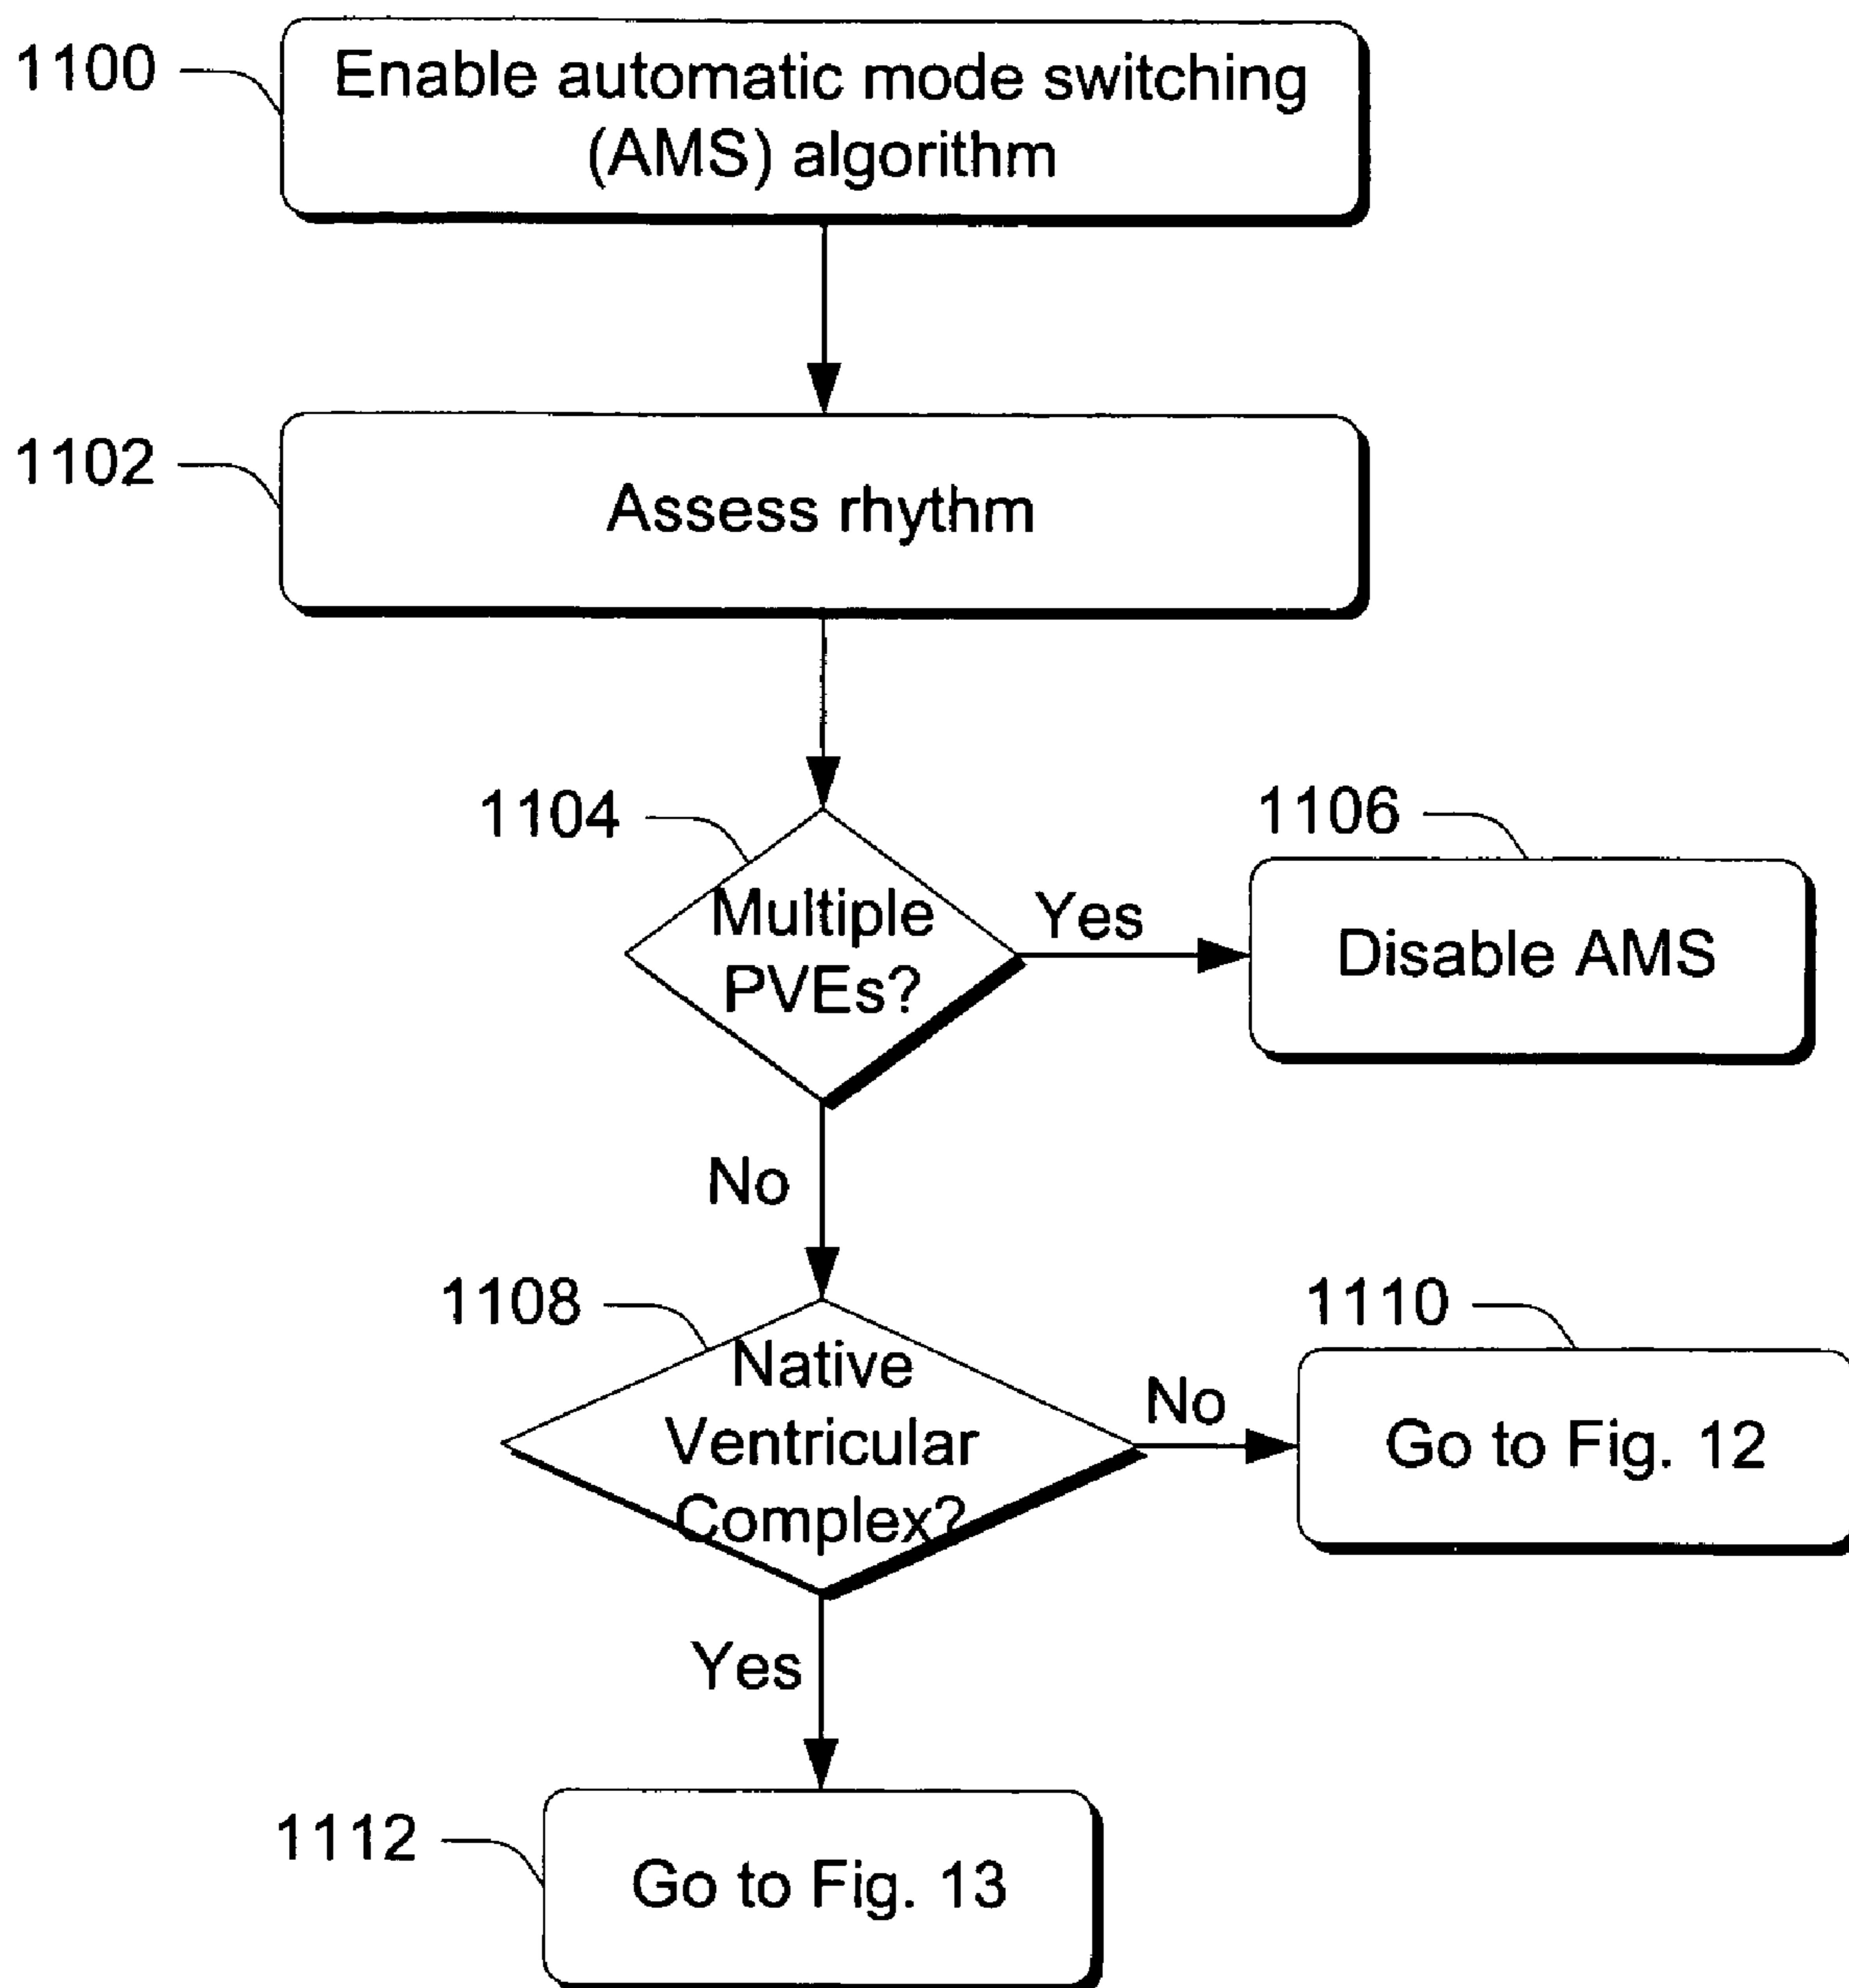 1100
Enable automatic mode switching
(AMS) algorithm
1102
Assess rhythm
1104
Multiple
PVEs?
Yes
1106
Disable AMS
No
1108
Native
Ventricular
Complex?
No
1110
Go to Fig. 12
Yes
1112
Go to Fig. 13